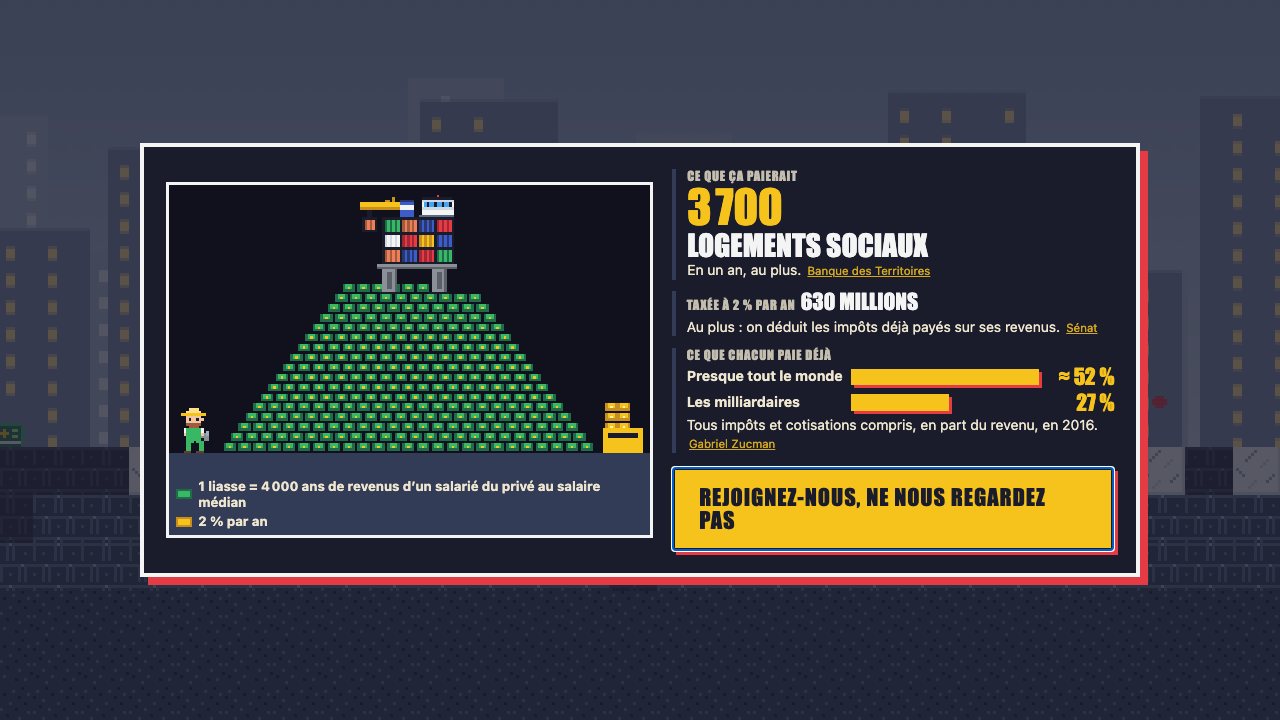 1 liasse = 4 000 ans de revenus d'un salarié du privé au salaire
médian
2 % par an
CE QUE ÇA PAIERAIT
3 700
LOGEMENTS SOCIAUX
En un an, au plus. Banque des Territoires
TAXÉE À 2 % PAR AN 630 MILLIONS
Au plus : on déduit les impôts déjà payés sur ses revenus. Sénat
CE QUE CHACUN PAIE DÉJÀ
Presque tout le monde ≈ 52 %
Les milliardaires 27 %
Tous impôts et cotisations compris, en part du revenu, en 2016.
Gabriel Zucman
REJOIGNEZ-NOUS, NE NOUS REGARDEZ
PAS